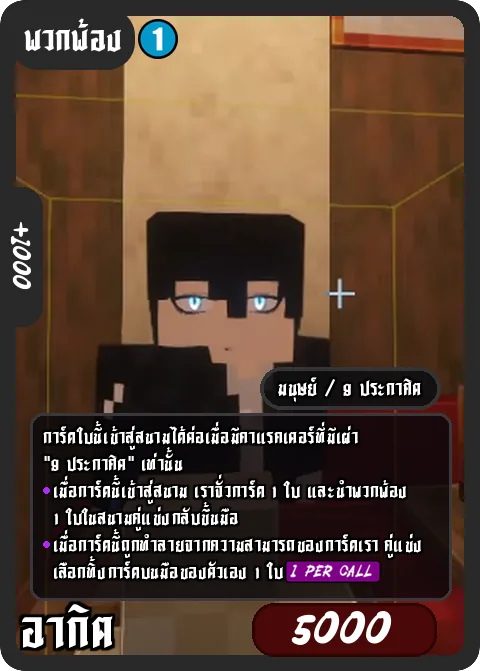 พวกพ้อง 1
+1000
มนุษย์ / 9 ประกาศิต
การ์ดใบนี้เข้าสู่สนามได้ต่อเมื่อมีคาแรคเตอร์ที่มีเผ่า
"9 ประกาศิต" เท่านั้น
• เมื่อการ์ดนี้เข้าสู่สนาม เราจั่วการ์ด 1 ใบ และนำพวกพ้อง
1 ใบในสนามคู่แข่งกลับขึ้นมือ
• เมื่อการ์ดนี้ถูกทำลายจากความสามารถของการ์ดเรา คู่แข่ง
เลือกทิ้งการ์ดบนมือของตัวเอง 1 ใบ 1 PER CALL
อากิต 5000